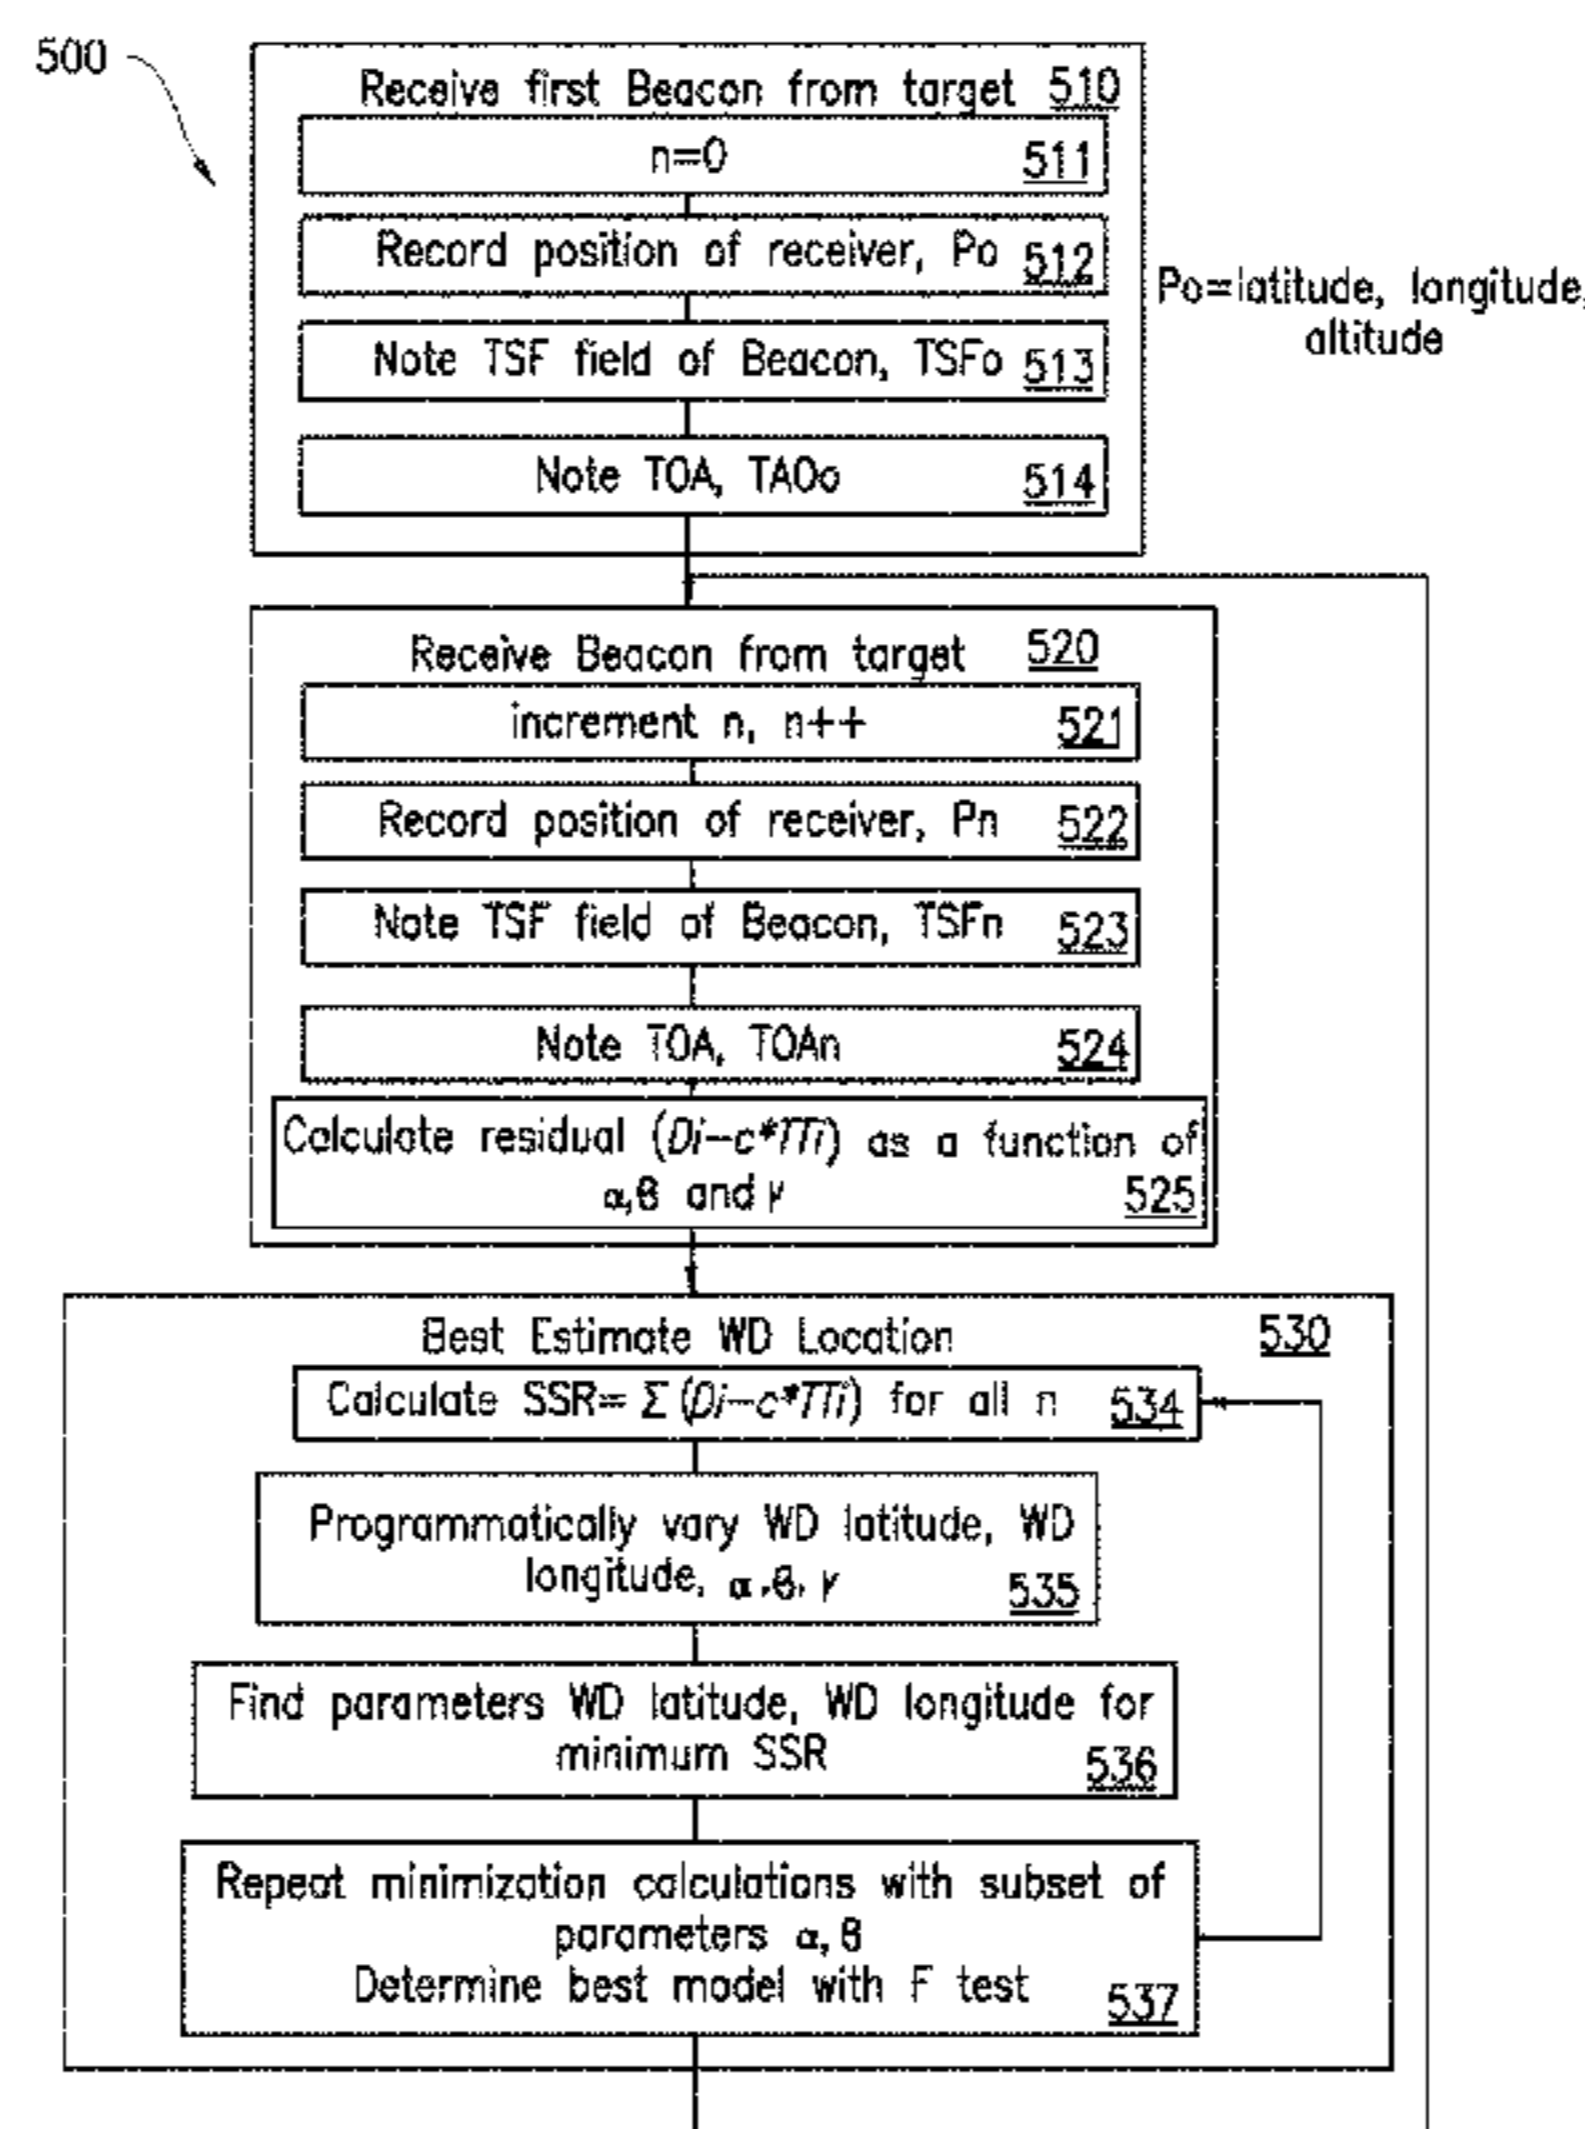 500
Receive first Beacon from target 510
n=0 511
Record position of receiver, Po 512
Po=latitude, longitude,
altitude
Note TSF field of Beacon, TSFo 513
Note TOA, TAOo 514
Receive Beacon from target 520
increment n, n++ 521
Record position of receiver, Pn 522
Note TSF field of Beacon, TSFn 523
Note TOA, TOAn 524
Calculate residual (Di-c*TTi) as a function of
α,β and γ 525
Best Estimate WD Location 530
Calculate SSR= Σ (Di-c*TTi) for all n 534
Programmatically vary WD latitude, WD
longitude, α,β, γ 535
Find parameters WD latitude, WD longitude for
minimum SSR 536
Repeat minimization calculations with subset of
parameters α, β
Determine best model with F test 537